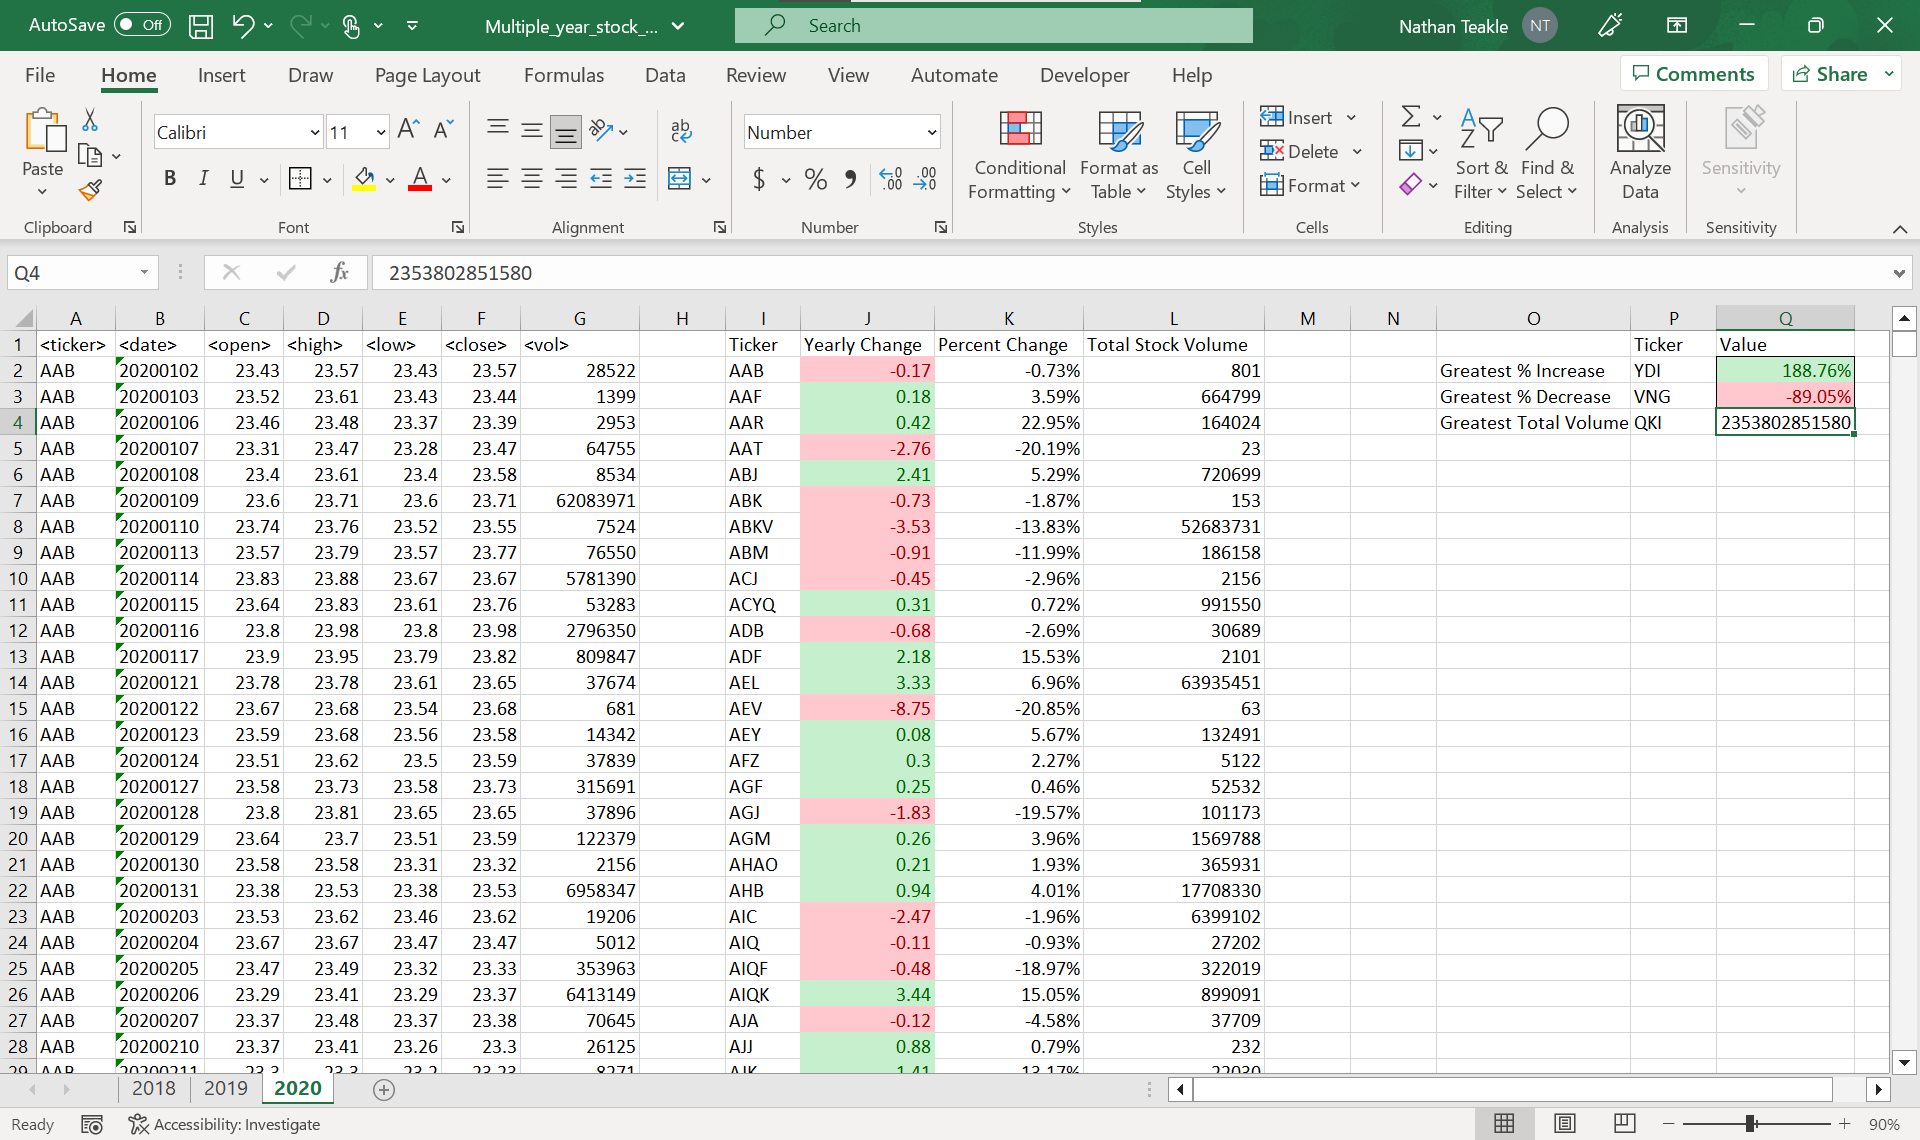 AutoSave Off Multiple_year_stock_... Search Nathan Teakle NT
File Home Insert Draw Page Layout Formulas Data Review View Automate Developer Help Comments Share
Calibri 11 ab Number Insert
Paste Conditional Format as Cell Delete Sort & Find & Analyze Sensitivity
B I U A $ % Formatting Table Styles Format Filter Select Data
Clipboard Font Alignment Number Styles Cells Editing Analysis Sensitivity
Q4 fx 2353802851580
A B C D E F G H I J K L M N O P Q
1 <ticker> <date> <open> <high> <low> <close> <vol> Ticker Yearly Change Percent Change Total Stock Volume Ticker Value
2 AAB 20200102 23.43 23.57 23.43 23.57 28522 AAB -0.17 -0.73% 801 Greatest % Increase YDI 188.76%
3 AAB 20200103 23.52 23.61 23.43 23.44 1399 AAF 0.18 3.59% 664799 Greatest % Decrease VNG -89.05%
4 AAB 20200106 23.46 23.48 23.37 23.39 2953 AAR 0.42 22.95% 164024 Greatest Total Volume QKI 2353802851580
5 AAB 20200107 23.31 23.47 23.28 23.47 64755 AAT -2.76 -20.19% 23
6 AAB 20200108 23.4 23.61 23.4 23.58 8534 ABJ 2.41 5.29% 720699
7 AAB 20200109 23.6 23.71 23.6 23.71 62083971 ABK -0.73 -1.87% 153
8 AAB 20200110 23.74 23.76 23.52 23.55 7524 ABKV -3.53 -13.83% 52683731
9 AAB 20200113 23.57 23.79 23.57 23.77 76550 ABM -0.91 -11.99% 186158
10 AAB 20200114 23.83 23.88 23.67 23.67 5781390 ACJ -0.45 -2.96% 2156
11 AAB 20200115 23.64 23.83 23.61 23.76 53283 ACYQ 0.31 0.72% 991550
12 AAB 20200116 23.8 23.98 23.8 23.98 2796350 ADB -0.68 -2.69% 30689
13 AAB 20200117 23.9 23.95 23.79 23.82 809847 ADF 2.18 15.53% 2101
14 AAB 20200121 23.78 23.78 23.61 23.65 37674 AEL 3.33 6.96% 63935451
15 AAB 20200122 23.67 23.68 23.54 23.68 681 AEV -8.75 -20.85% 63
16 AAB 20200123 23.59 23.68 23.56 23.58 14342 AEY 0.08 5.67% 132491
17 AAB 20200124 23.51 23.62 23.5 23.59 37839 AFZ 0.3 2.27% 5122
18 AAB 20200127 23.58 23.73 23.58 23.73 315691 AGF 0.25 0.46% 52532
19 AAB 20200128 23.8 23.81 23.65 23.65 37896 AGJ -1.83 -19.57% 101173
20 AAB 20200129 23.64 23.7 23.51 23.59 122379 AGM 0.26 3.96% 1569788
21 AAB 20200130 23.58 23.58 23.31 23.32 2156 AHAO 0.21 1.93% 365931
22 AAB 20200131 23.38 23.53 23.38 23.53 6958347 AHB 0.94 4.01% 17708330
23 AAB 20200203 23.53 23.62 23.46 23.62 19206 AIC -2.47 -1.96% 6399102
24 AAB 20200204 23.67 23.67 23.47 23.47 5012 AIQ -0.11 -0.93% 27202
25 AAB 20200205 23.47 23.49 23.32 23.33 353963 AIQF -0.48 -18.97% 322019
26 AAB 20200206 23.29 23.41 23.29 23.37 6413149 AIQK 3.44 15.05% 899091
27 AAB 20200207 23.37 23.48 23.37 23.38 70645 AJA -0.12 -4.58% 37709
28 AAB 20200210 23.37 23.41 23.26 23.3 26125 AJJ 0.88 0.79% 232
29 AAB 20200211 23.3 23.3 23.2 23.23 8271 AJK 1.41 13.17% 22030
2018 2019 2020
Ready Accessibility: Investigate 90%